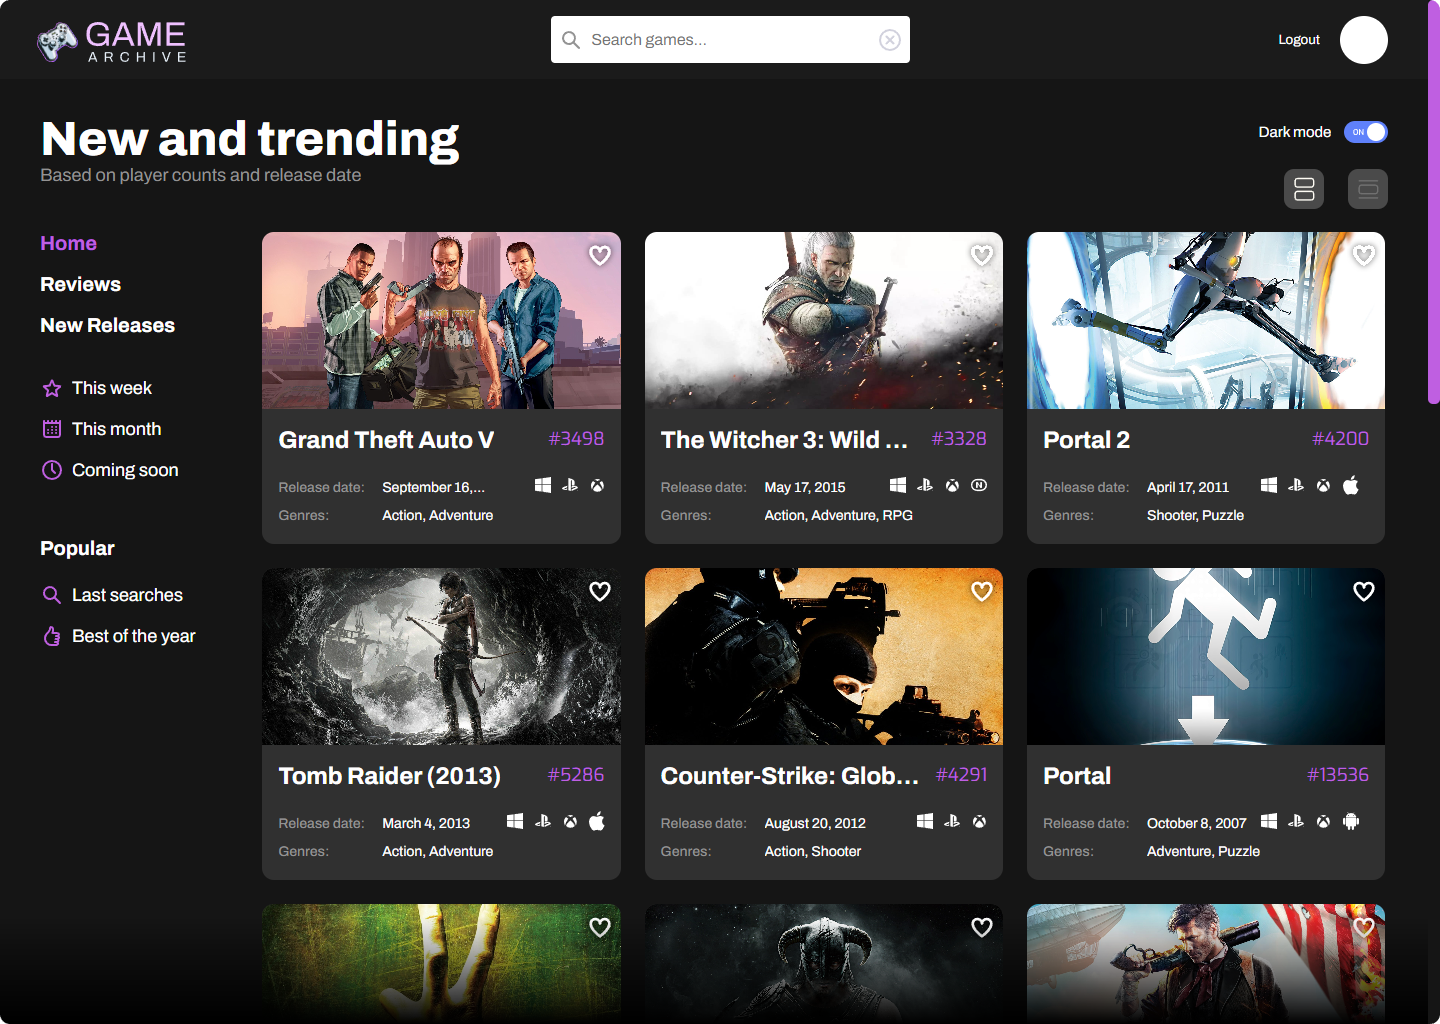 GAME
ARCHIVE
Search games...
Logout
New and trending
Based on player counts and release date
Dark mode
ON
Home
Reviews
New Releases
This week
This month
Coming soon
Popular
Last searches
Best of the year
Grand Theft Auto V
#3498
Release date: September 16,...
Genres: Action, Adventure
The Witcher 3: Wild ...
#3328
Release date: May 17, 2015
Genres: Action, Adventure, RPG
Portal 2
#4200
Release date: April 17, 2011
Genres: Shooter, Puzzle
Tomb Raider (2013)
#5286
Release date: March 4, 2013
Genres: Action, Adventure
Counter-Strike: Glob...
#4291
Release date: August 20, 2012
Genres: Action, Shooter
Portal
#13536
Release date: October 8, 2007
Genres: Adventure, Puzzle